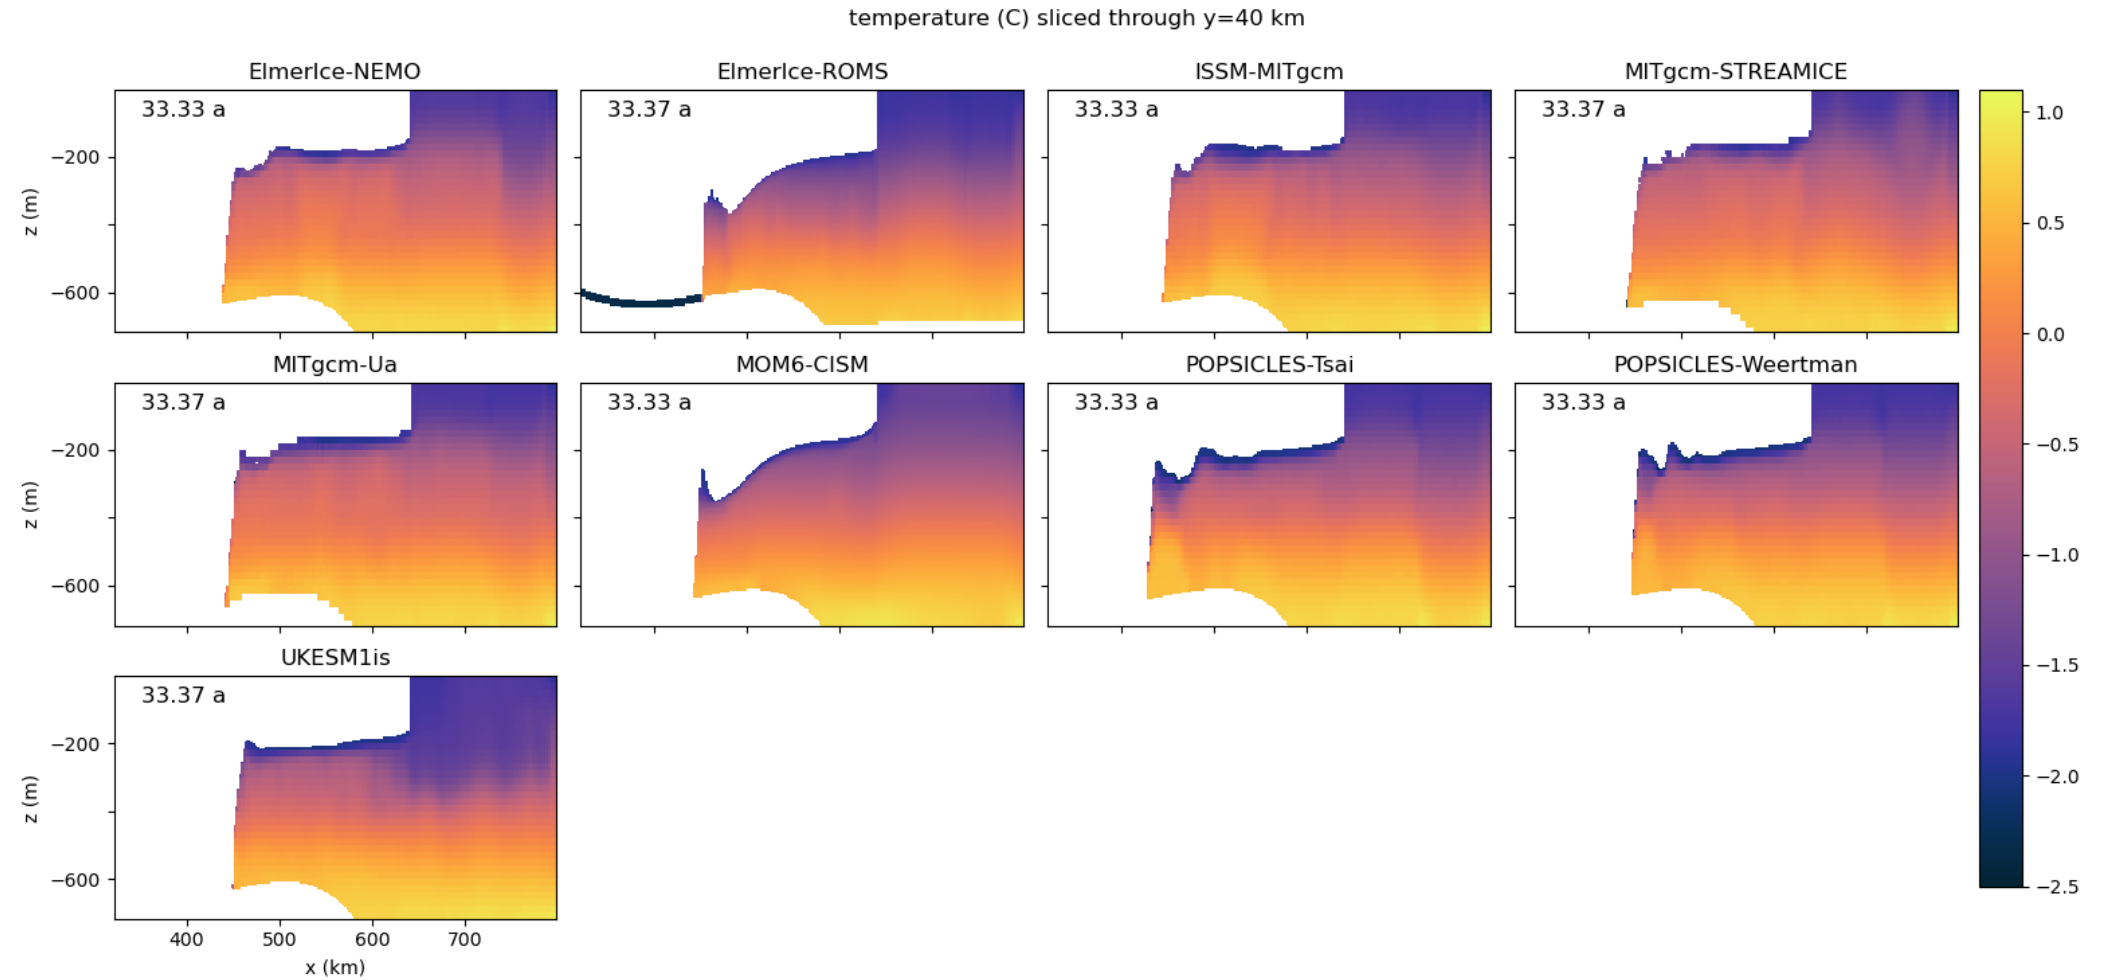 temperature (C) sliced through y=40 km
ElmerIce-NEMO
ElmerIce-ROMS
ISSM-MITgcm
MITgcm-STREAMICE
33.33 a
33.37 a
33.33 a
33.37 a
−200
−600
z (m)
MITgcm-Ua
MOM6-CISM
POPSICLES-Tsai
POPSICLES-Weertman
33.37 a
33.33 a
33.33 a
33.33 a
−200
−600
z (m)
UKESM1is
33.37 a
−200
−600
z (m)
400
500
600
700
x (km)
1.0
0.5
0.0
−0.5
−1.0
−1.5
−2.0
−2.5